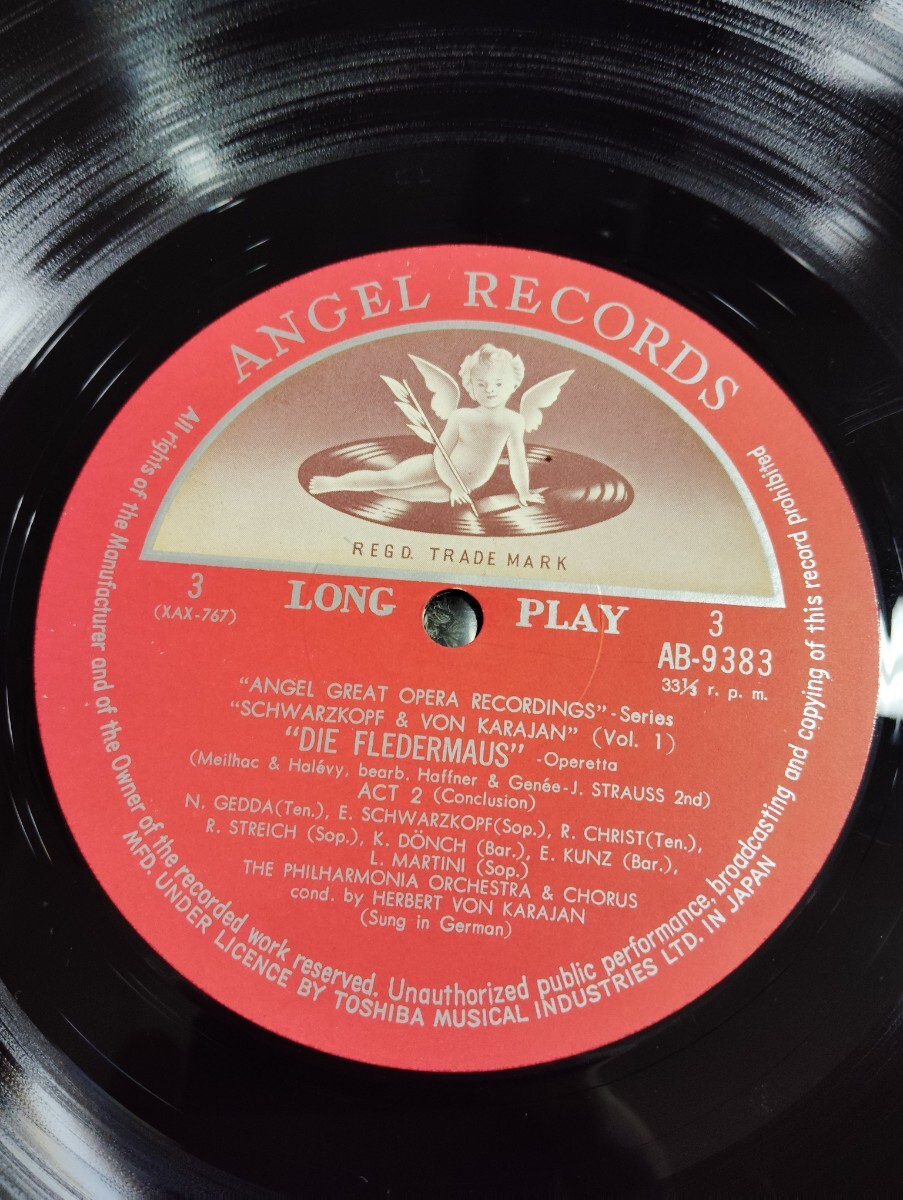 ANGEL RECORDS
REGD. TRADE MARK
3 LONG PLAY 3
(XAX-767) AB-9383
33⅓ r. p. m.
"ANGEL GREAT OPERA RECORDINGS"-Series
"SCHWARZKOPF & VON KARAJAN" (Vol. 1)
"DIE FLEDERMAUS" -Operetta
(Meilhac & Halévy, bearb. Haffner & Genée-J. STRAUSS 2nd)
ACT 2 (Conclusion)
N. GEDDA(Ten.), E. SCHWARZKOPF(Sop.), R. CHRIST(Ten.),
R. STREICH (Sop.), K. DÖNCH (Bar.), E. KUNZ (Bar.),
L. MARTINI (Sop.)
THE PHILHARMONIA ORCHESTRA & CHORUS
cond. by HERBERT VON KARAJAN
(Sung in German)
All rights of the Manufacturer and of the Owner of the recorded work reserved. Unauthorized public performance, broadcasting and copying of this record prohibited
MFD. UNDER LICENCE BY TOSHIBA MUSICAL INDUSTRIES LTD. IN JAPAN